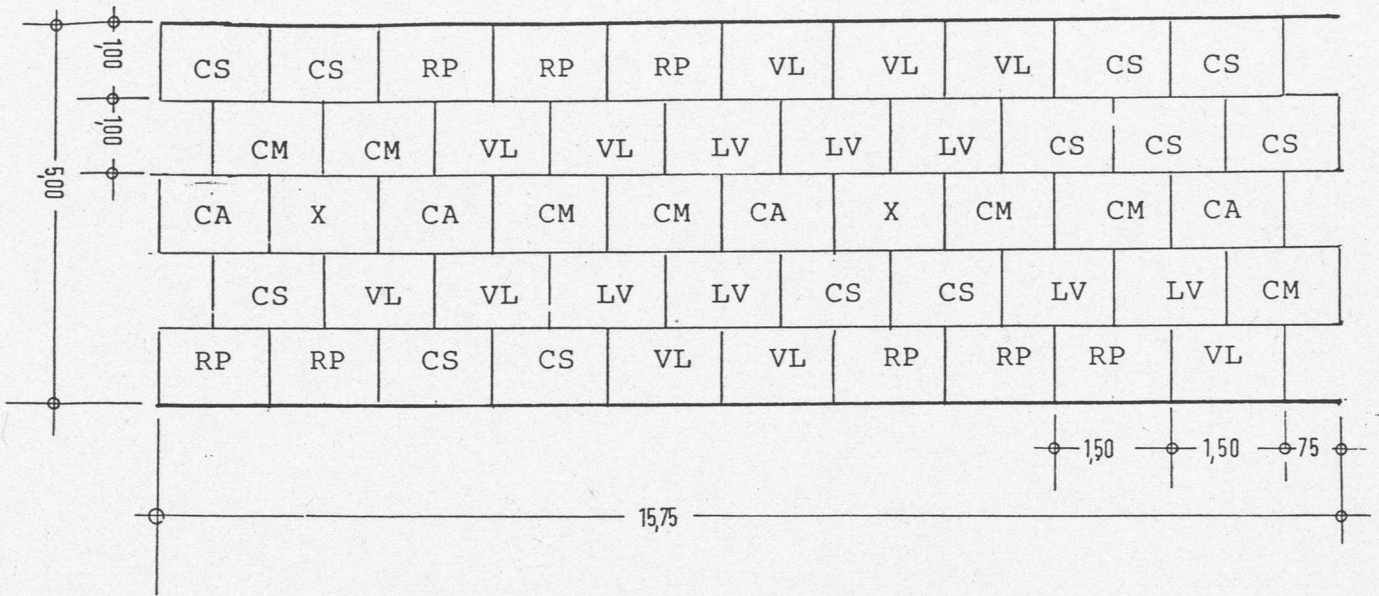 1,00 CS CS RP RP RP VL VL VL CS CS
1,00 CM CM VL VL LV LV LV CS CS CS
5,00
CA X CA CM CM CA X CM CM CA
CS VL VL LV LV CS CS LV LV CM
RP RP CS CS VL VL RP RP RP VL
1,50 1,50 75
15,75